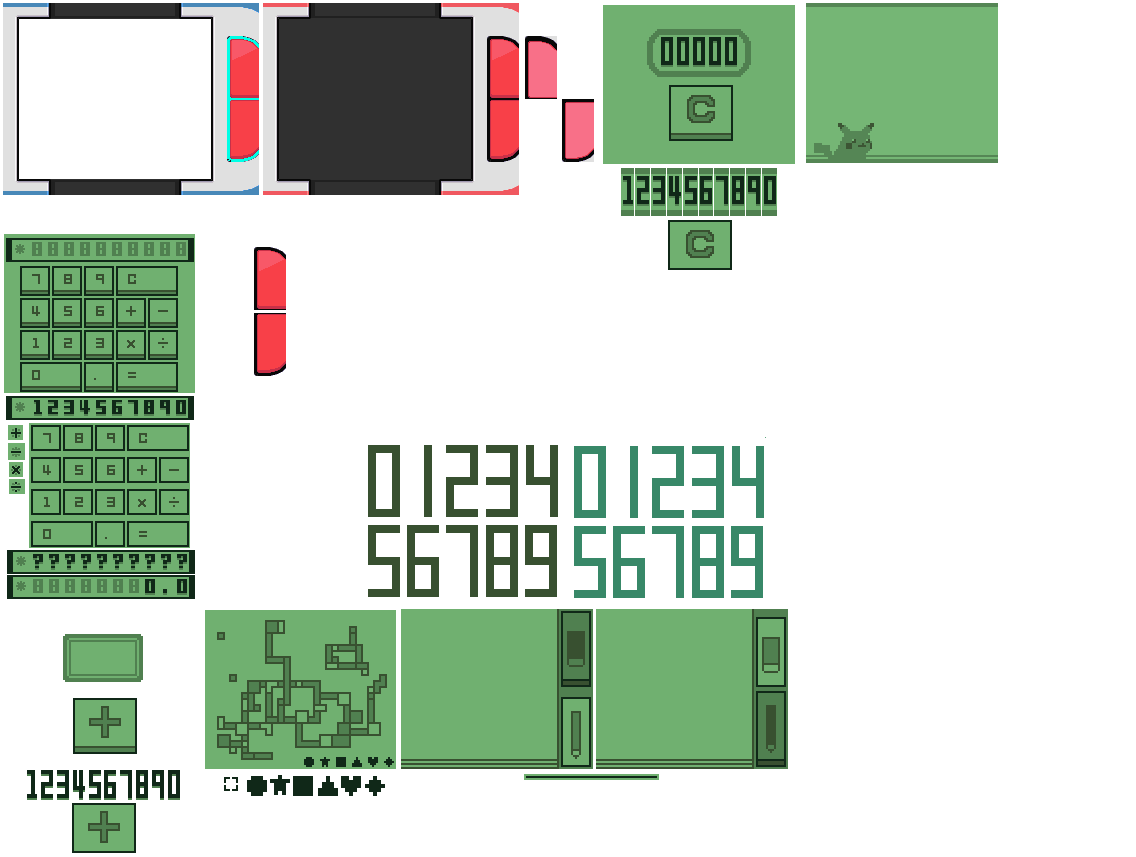 00000
C
1234567890
C
* 8888888888
7 8 9 C
4 5 6 + −
1 2 3 × ÷
0 . =
* 1234567890
+
÷
×
÷
7 8 9 C
4 5 6 + −
1 2 3 × ÷
0 . =
* ??????????
* 88888880.0
01234
56789
01234
56789
+
1234567890
+